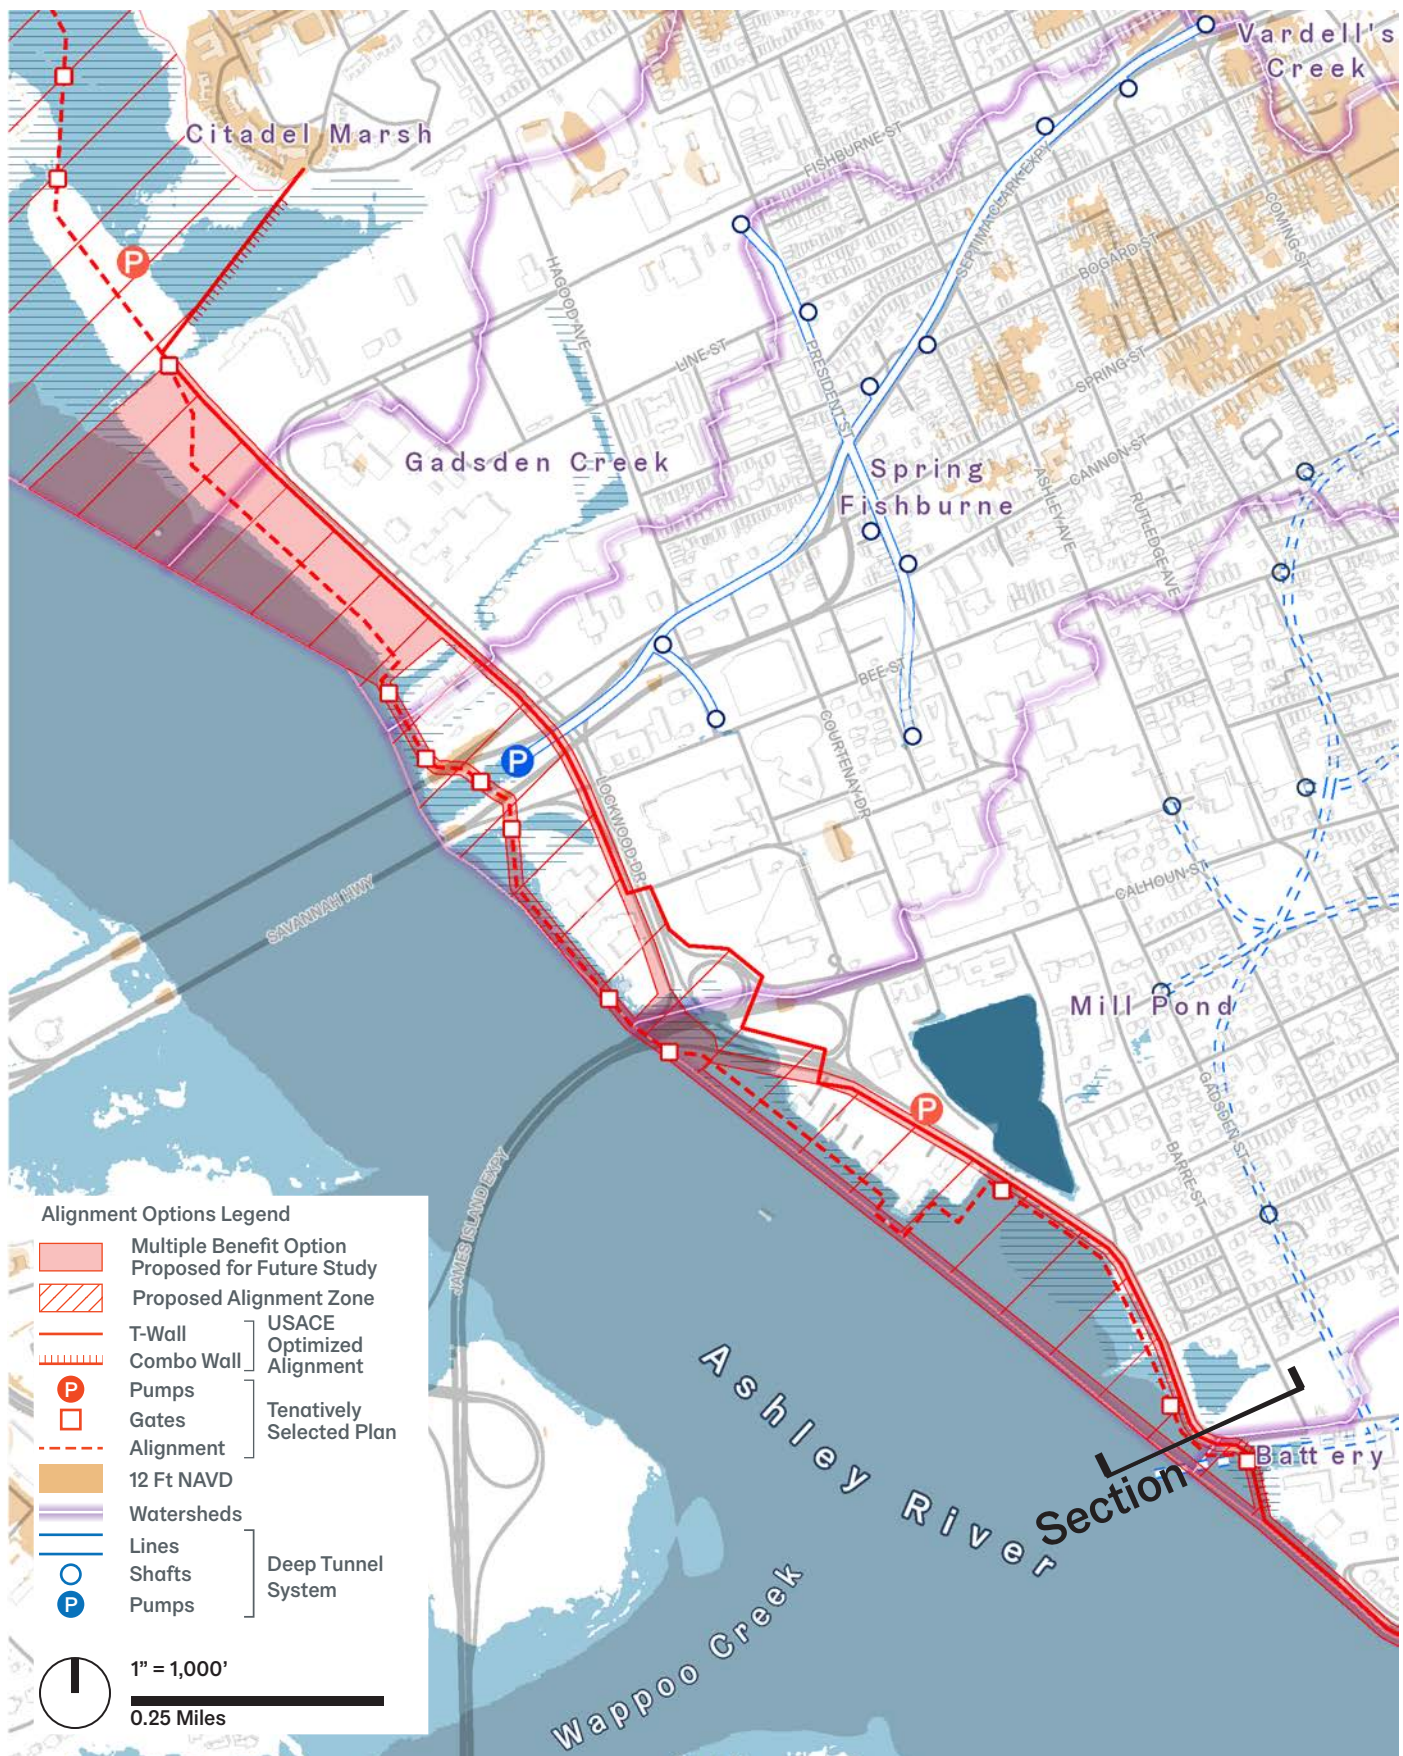 Vardell's
Creek
Citadel Marsh
FISHBURNE ST
SEPTIMA CLARK EXPY
COMING ST
BOGARD ST
HAGOOD AVE
LINE ST
PRESIDENT ST
SPRING ST
Gadsden Creek
Spring
Fishburne
CANNON ST
ASHLEY AVE
RUTLEDGE AVE
BEE ST
COURTENAY DR
LOCKWOOD DR
CALHOUN ST
SAVANNAH HWY
Mill Pond
GADSDEN ST
BARRE ST
JAMES ISLAND EXPY
P
P
P
Battery
Section
Ashley River
Wappoo Creek
Alignment Options Legend
Multiple Benefit Option
Proposed for Future Study
Proposed Alignment Zone
T-Wall
Combo Wall
USACE
Optimized
Alignment
P
Pumps
Gates
Alignment
Tenatively
Selected Plan
12 Ft NAVD
Watersheds
Lines
Shafts
P
Pumps
Deep Tunnel
System
1” = 1,000’
0.25 Miles